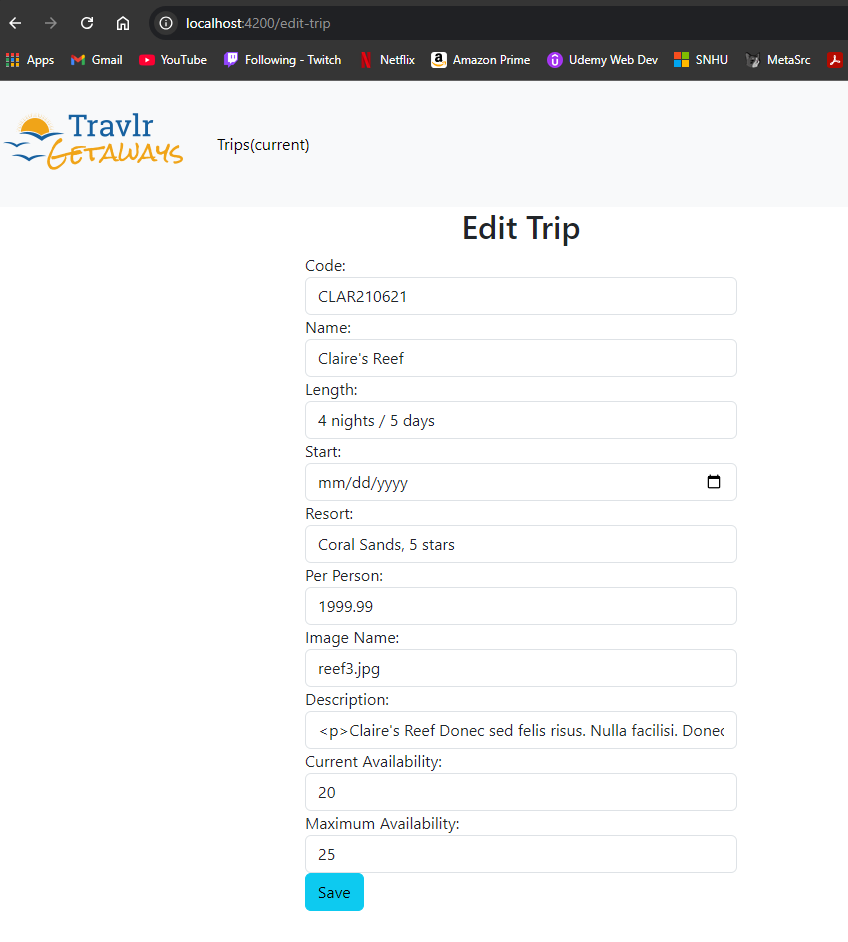 localhost:4200/edit-trip
Apps Gmail YouTube Following - Twitch Netflix Amazon Prime Udemy Web Dev SNHU MetaSrc
Travlr
Getaways
Trips(current)
Edit Trip
Code:
CLAR210621
Name:
Claire's Reef
Length:
4 nights / 5 days
Start:
mm/dd/yyyy
Resort:
Coral Sands, 5 stars
Per Person:
1999.99
Image Name:
reef3.jpg
Description:
<p>Claire's Reef Donec sed felis risus. Nulla facilisi. Donec
Current Availability:
20
Maximum Availability:
25
Save